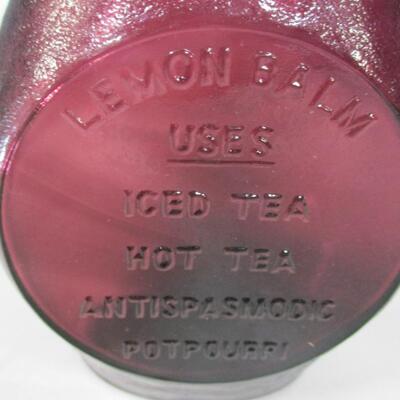 LEMON BALM
USES
ICED TEA
HOT TEA
ANTISPASMODIC
POTPOURRI